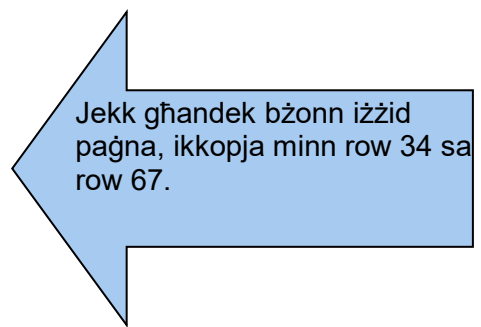 Jekk għandek bżonn iżżid
paġna, ikkopja minn row 34 sa
row 67.